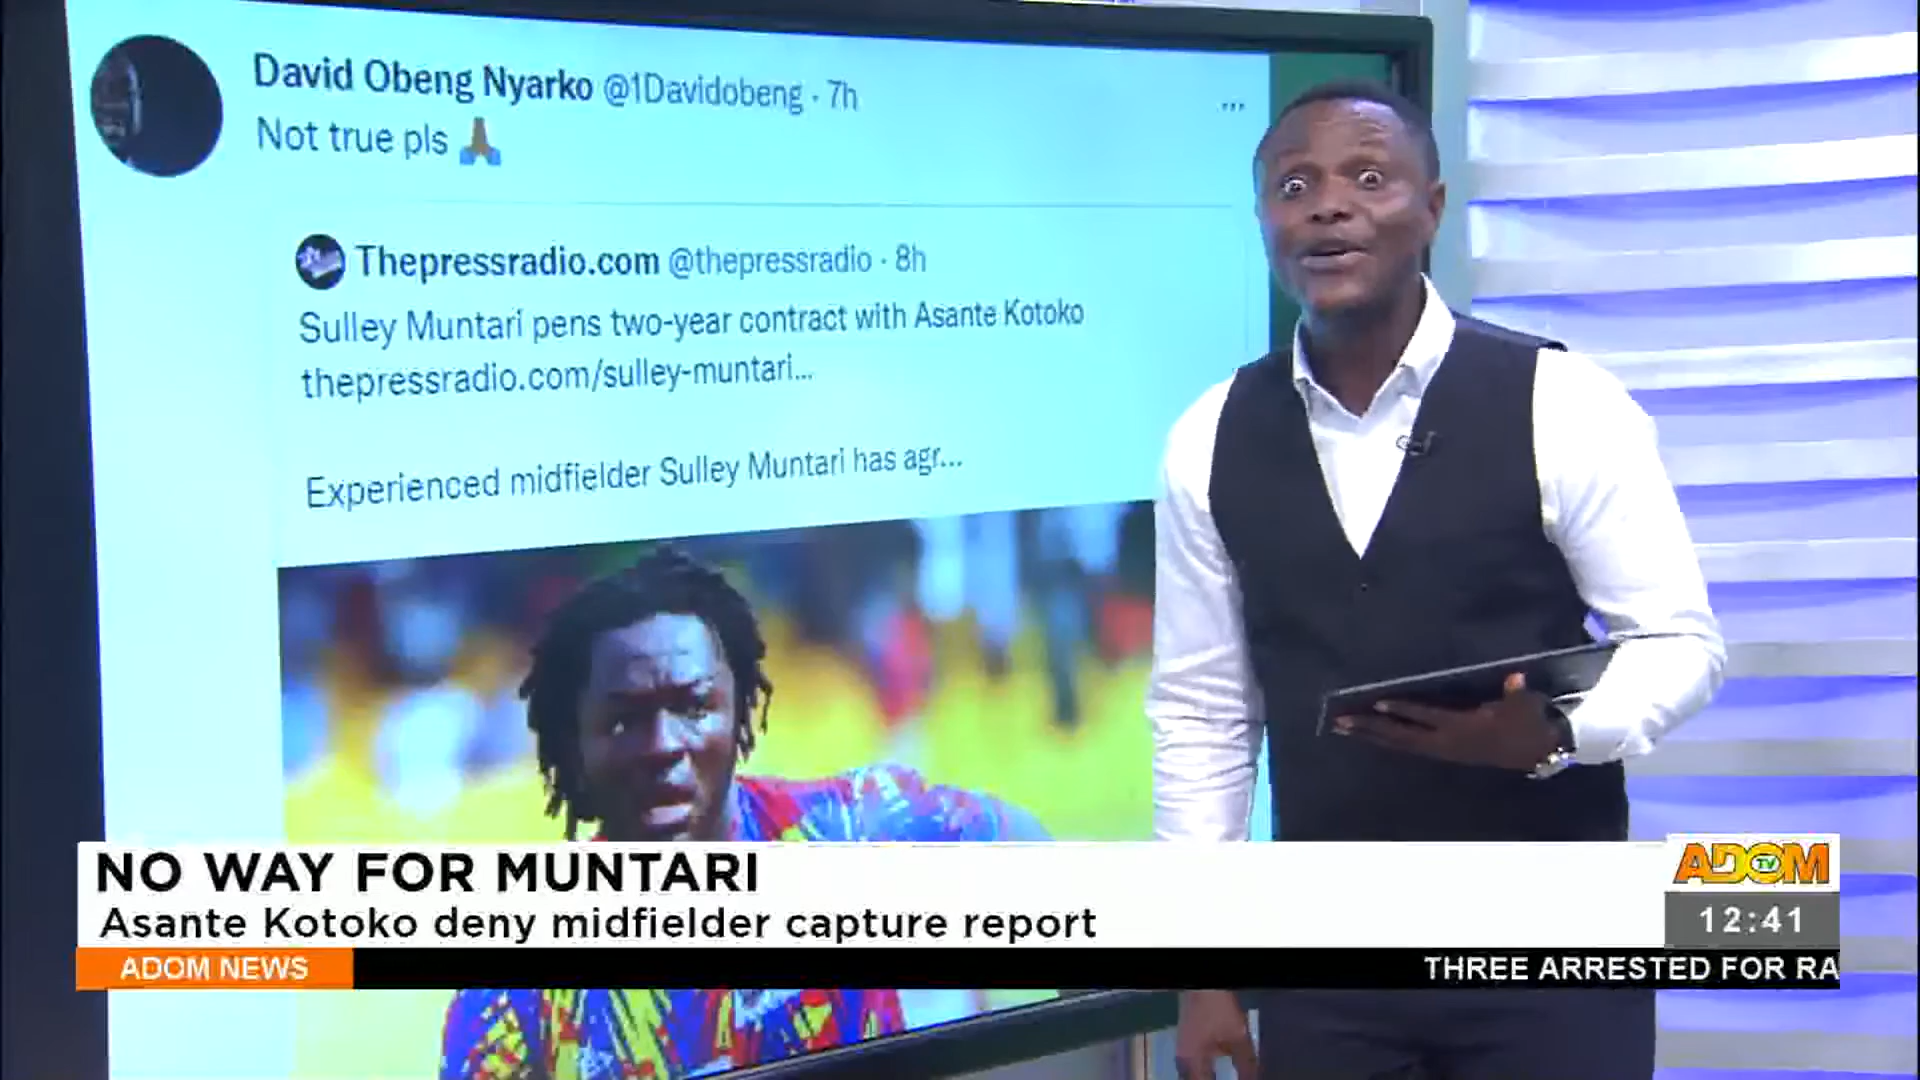 David Obeng Nyarko @1Davidobeng · 7h
Not true pls 🙏🏾
Thepressradio.com @thepressradio · 8h
Sulley Muntari pens two-year contract with Asante Kotoko
thepressradio.com/sulley-muntari...
Experienced midfielder Sulley Muntari has agr...
NO WAY FOR MUNTARI
Asante Kotoko deny midfielder capture report
ADOM TV
12:41
ADOM NEWS
THREE ARRESTED FOR RA